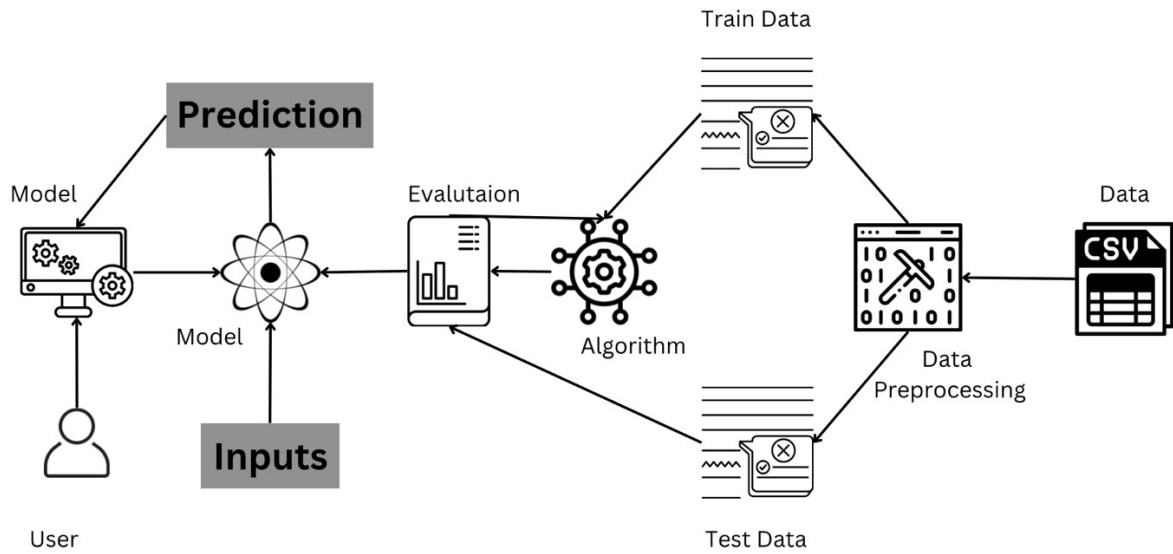 Train Data
Prediction
Model
Evalutaion
Data
CSV
Model
Algorithm
Data
Preprocessing
Inputs
User
Test Data